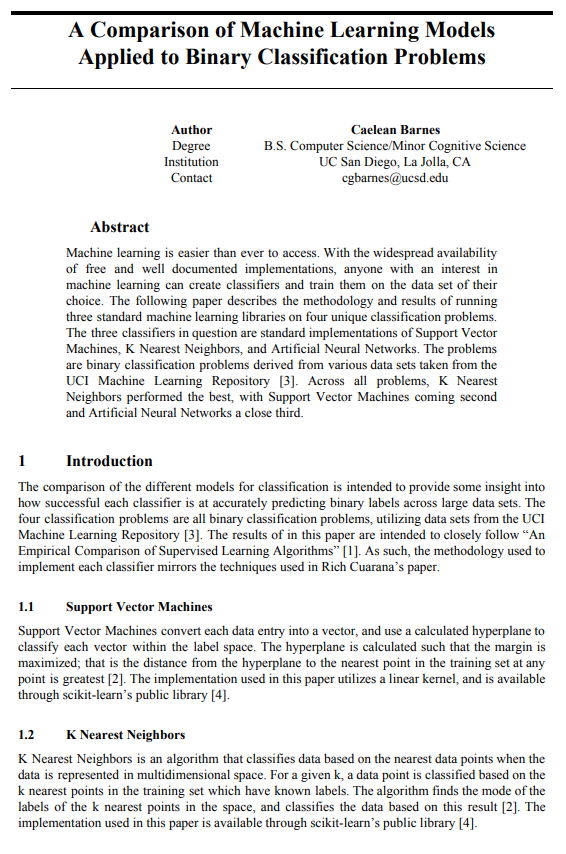 A Comparison of Machine Learning Models
Applied to Binary Classification Problems
Author Caelean Barnes
Degree B.S. Computer Science/Minor Cognitive Science
Institution UC San Diego, La Jolla, CA
Contact cgbarnes@ucsd.edu
Abstract
Machine learning is easier than ever to access. With the widespread availability
of free and well documented implementations, anyone with an interest in
machine learning can create classifiers and train them on the data set of their
choice. The following paper describes the methodology and results of running
three standard machine learning libraries on four unique classification problems.
The three classifiers in question are standard implementations of Support Vector
Machines, K Nearest Neighbors, and Artificial Neural Networks. The problems
are binary classification problems derived from various data sets taken from the
UCI Machine Learning Repository [3]. Across all problems, K Nearest
Neighbors performed the best, with Support Vector Machines coming second
and Artificial Neural Networks a close third.
1 Introduction
The comparison of the different models for classification is intended to provide some insight into
how successful each classifier is at accurately predicting binary labels across large data sets. The
four classification problems are all binary classification problems, utilizing data sets from the UCI
Machine Learning Repository [3]. The results of in this paper are intended to closely follow “An
Empirical Comparison of Supervised Learning Algorithms” [1]. As such, the methodology used to
implement each classifier mirrors the techniques used in Rich Cuarana’s paper.
1.1 Support Vector Machines
Support Vector Machines convert each data entry into a vector, and use a calculated hyperplane to
classify each vector within the label space. The hyperplane is calculated such that the margin is
maximized; that is the distance from the hyperplane to the nearest point in the training set at any
point is greatest [2]. The implementation used in this paper utilizes a linear kernel, and is available
through scikit-learn’s public library [4].
1.2 K Nearest Neighbors
K Nearest Neighbors is an algorithm that classifies data based on the nearest data points when the
data is represented in multidimensional space. For a given k, a data point is classified based on the
k nearest points in the training set which have known labels. The algorithm finds the mode of the
labels of the k nearest points in the space, and classifies the data based on this result [2]. The
implementation used in this paper is available through scikit-learn’s public library [4].